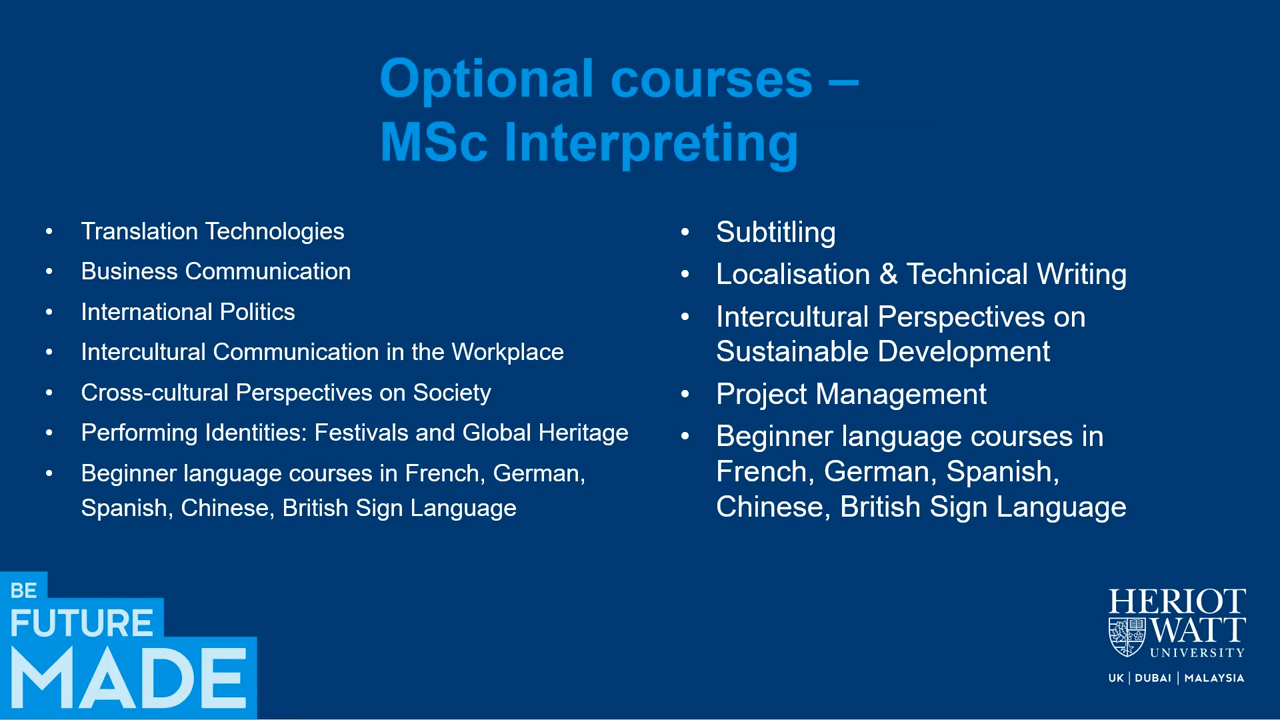 Optional courses –
MSc Interpreting
• Translation Technologies
• Business Communication
• International Politics
• Intercultural Communication in the Workplace
• Cross-cultural Perspectives on Society
• Performing Identities: Festivals and Global Heritage
• Beginner language courses in French, German,
Spanish, Chinese, British Sign Language
• Subtitling
• Localisation & Technical Writing
• Intercultural Perspectives on
Sustainable Development
• Project Management
• Beginner language courses in
French, German, Spanish,
Chinese, British Sign Language
BE
FUTURE
MADE
HERIOT
WATT
UNIVERSITY
UK | DUBAI | MALAYSIA